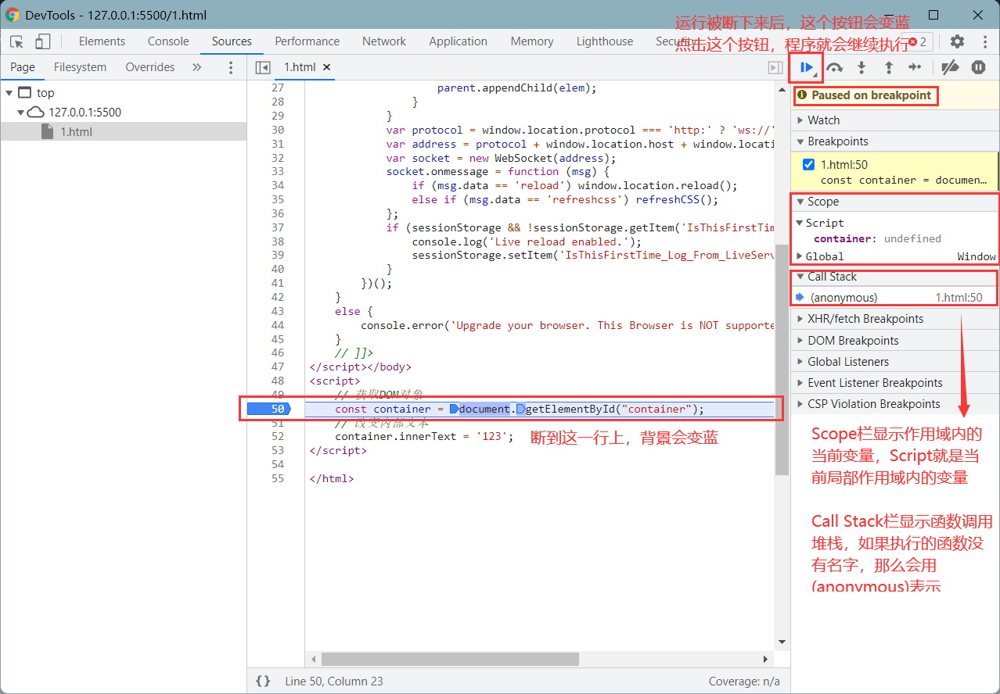 DevTools - 127.0.0.1:5500/1.html
运行被断下来后，这个按钮会变蓝
点击这个按钮，程序就会继续执行
Elements Console Sources Performance Network Application Memory Lighthouse 2
Page Filesystem Overrides »
1.html ×
top
127.0.0.1:5500
1.html
27 parent.appendChild(elem);
28 }
29 }
30 var protocol = window.location.protocol === 'http:' ? 'ws://'
31 var address = protocol + window.location.host + window.locati
32 var socket = new WebSocket(address);
33 socket.onmessage = function (msg) {
34 if (msg.data == 'reload') window.location.reload();
35 else if (msg.data == 'refreshcss') refreshCSS();
36 };
37 if (sessionStorage && !sessionStorage.getItem('IsThisFirstTim
38 console.log('Live reload enabled.');
39 sessionStorage.setItem('IsThisFirstTime_Log_From_LiveSer
40 }
41 })();
42 }
43 else {
44 console.error('Upgrade your browser. This Browser is NOT supporte
45 }
46 // ]]>
47 </script></body>
48 <script>
49 // 获取DOM对象
50 const container = document.getElementById("container");
51 // 改变内部文本
52 container.innerText = '123';
断到这一行上，背景会变蓝
53 </script>
54
55 </html>
{} Line 50, Column 23
Coverage: n/a
Paused on breakpoint
Watch
Breakpoints
1.html:50
const container = documen…
Scope
Script
container: undefined
Global Window
Call Stack
(anonymous) 1.html:50
XHR/fetch Breakpoints
DOM Breakpoints
Global Listeners
Event Listener Breakpoints
CSP Violation Breakpoints
Scope栏显示作用域内的
当前变量，Script就是当
前局部作用域内的变量
Call Stack栏显示函数调用
堆栈，如果执行的函数没
有名字，那么会用
(anonymous)表示